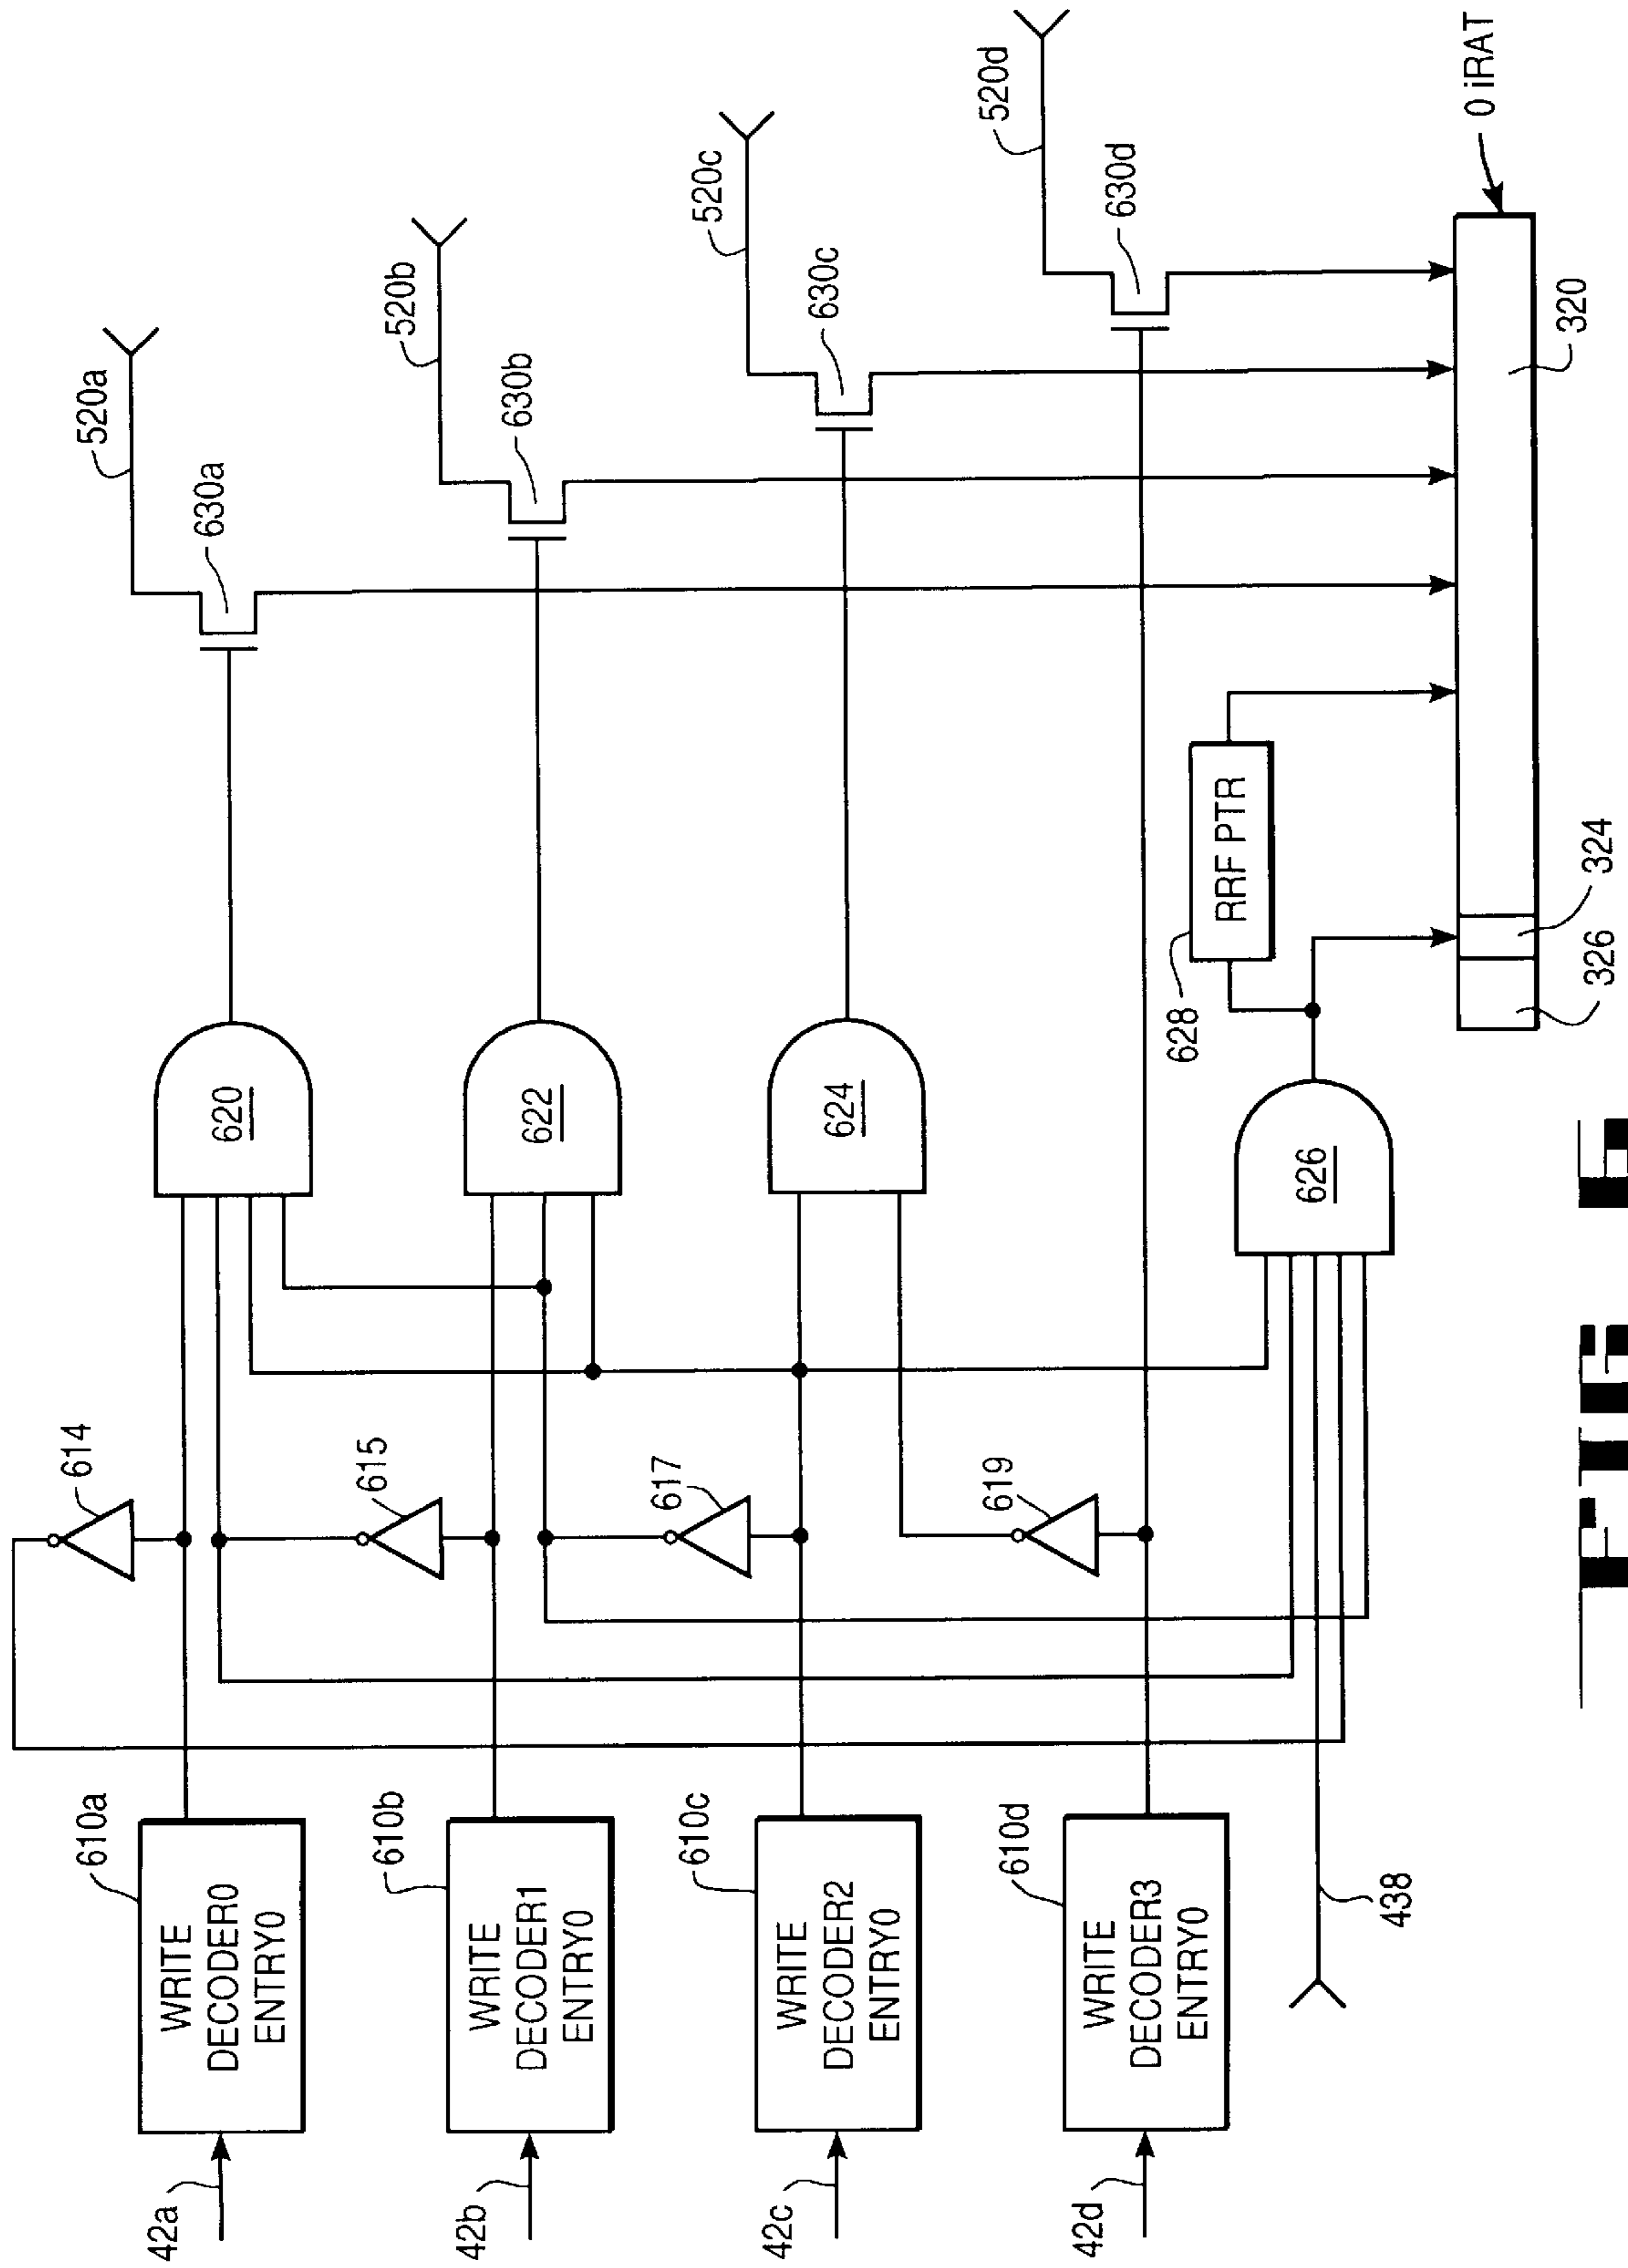 42a
WRITE
DECODER0
ENTRY0
610a
614
620
630a
520a
42b
WRITE
DECODER1
ENTRY0
610b
615
622
630b
520b
42c
WRITE
DECODER2
ENTRY0
610c
617
624
630c
520c
42d
WRITE
DECODER3
ENTRY0
610d
619
630d
520d
438
626
628
RRF PTR
326
324
320
0 iRAT